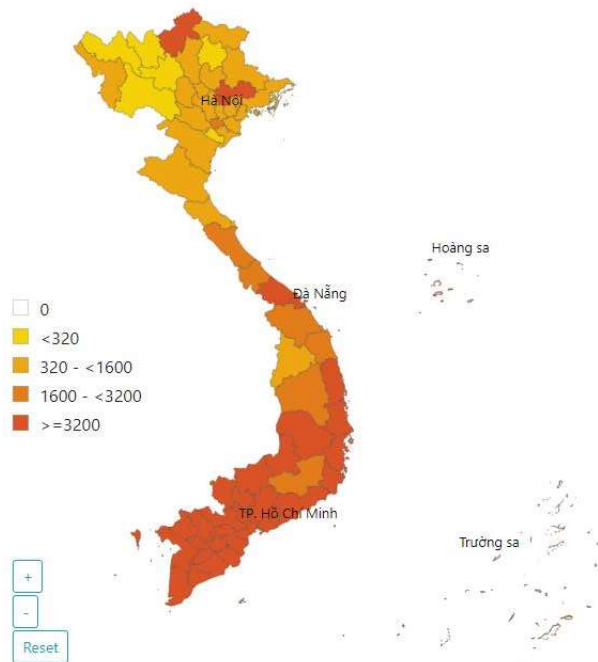 Hà Nội
Hoàng sa
Đà Nẵng
0
<320
320 - <1600
1600 - <3200
>=3200
TP. Hồ Chí Minh
Trường sa
+
-
Reset